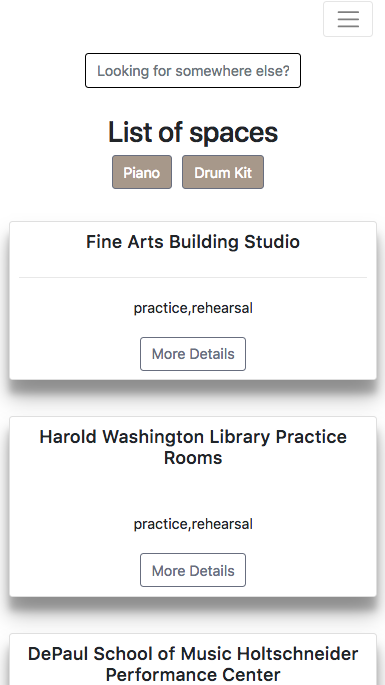 Looking for somewhere else?
List of spaces
Piano Drum Kit
Fine Arts Building Studio
practice,rehearsal
More Details
Harold Washington Library Practice
Rooms
practice,rehearsal
More Details
DePaul School of Music Holtschneider
Performance Center